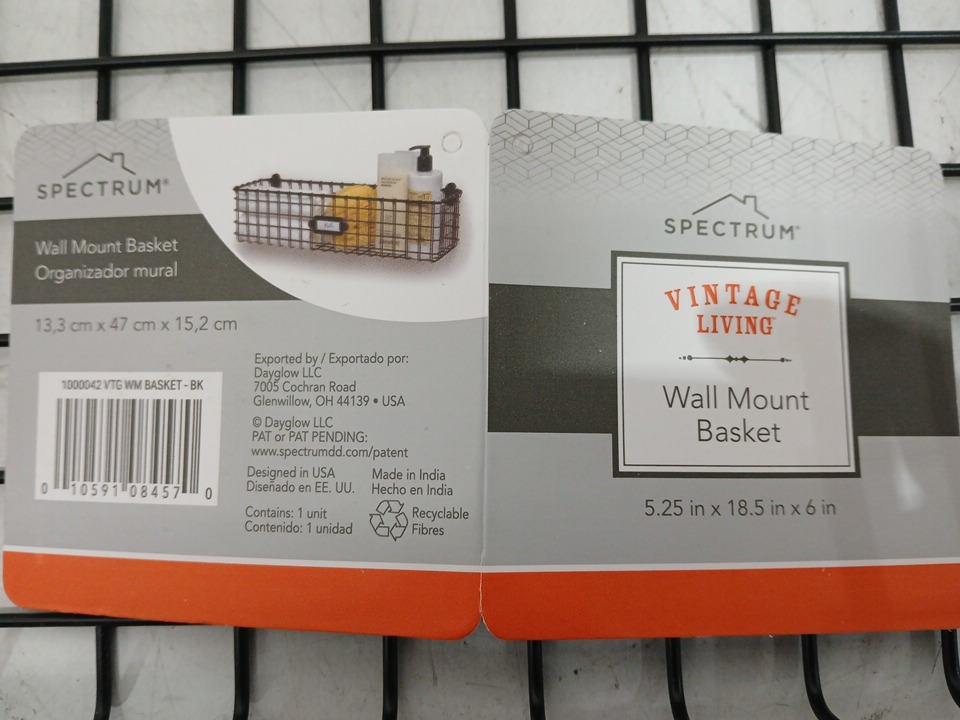 SPECTRUM®
Wall Mount Basket
Organizador mural
13,3 cm x 47 cm x 15,2 cm
1000042 VTG WM BASKET - BK
0 10591 08457 0
Exported by / Exportado por:
Dayglow LLC
7005 Cochran Road
Glenwillow, OH 44139 • USA
© Dayglow LLC
PAT or PAT PENDING:
www.spectrumdd.com/patent
Designed in USA
Diseñado en EE. UU.
Made in India
Hecho en India
Contains: 1 unit
Contenido: 1 unidad
Recyclable
Fibres
SPECTRUM®
VINTAGE
LIVING™
Wall Mount
Basket
5.25 in x 18.5 in x 6 in